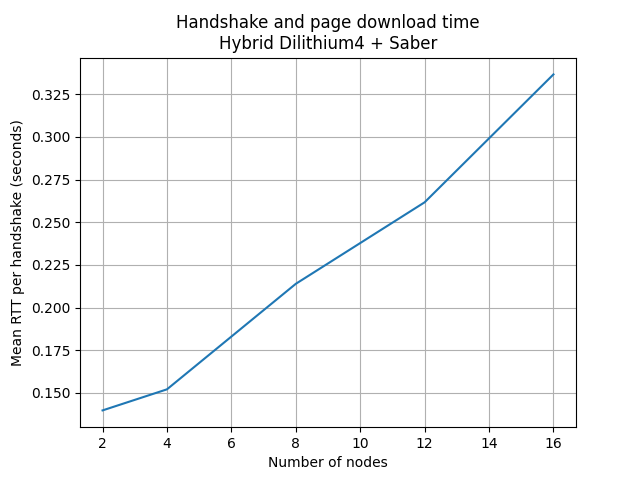 Handshake and page download time
Hybrid Dilithium4 + Saber
Mean RTT per handshake (seconds)
0.325
0.300
0.275
0.250
0.225
0.200
0.175
0.150
2 4 6 8 10 12 14 16
Number of nodes